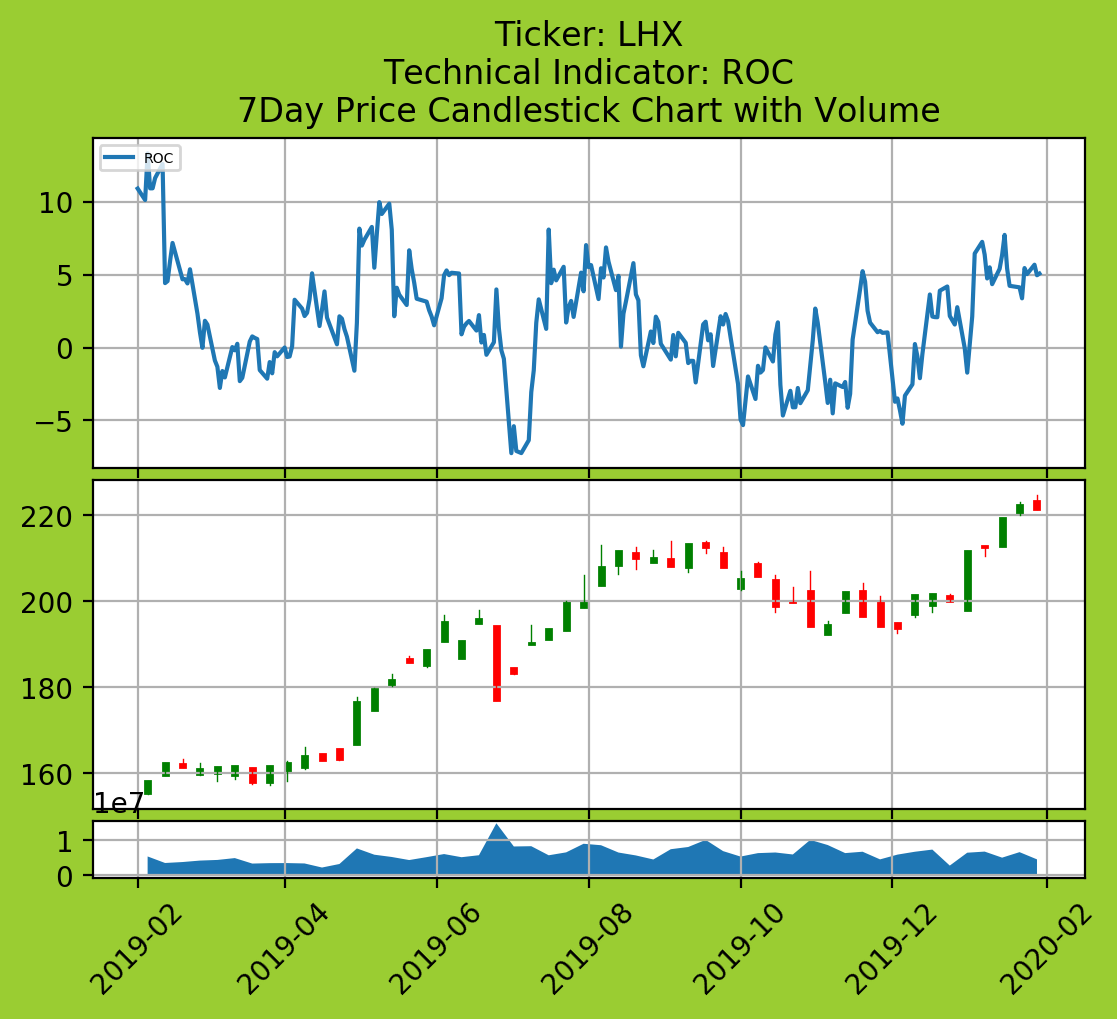 Ticker: LHX
Technical Indicator: ROC
7Day Price Candlestick Chart with Volume
ROC
10
5
0
−5
220
200
180
160
1e7
1
0
2019-02 2019-04 2019-06 2019-08 2019-10 2019-12 2020-02